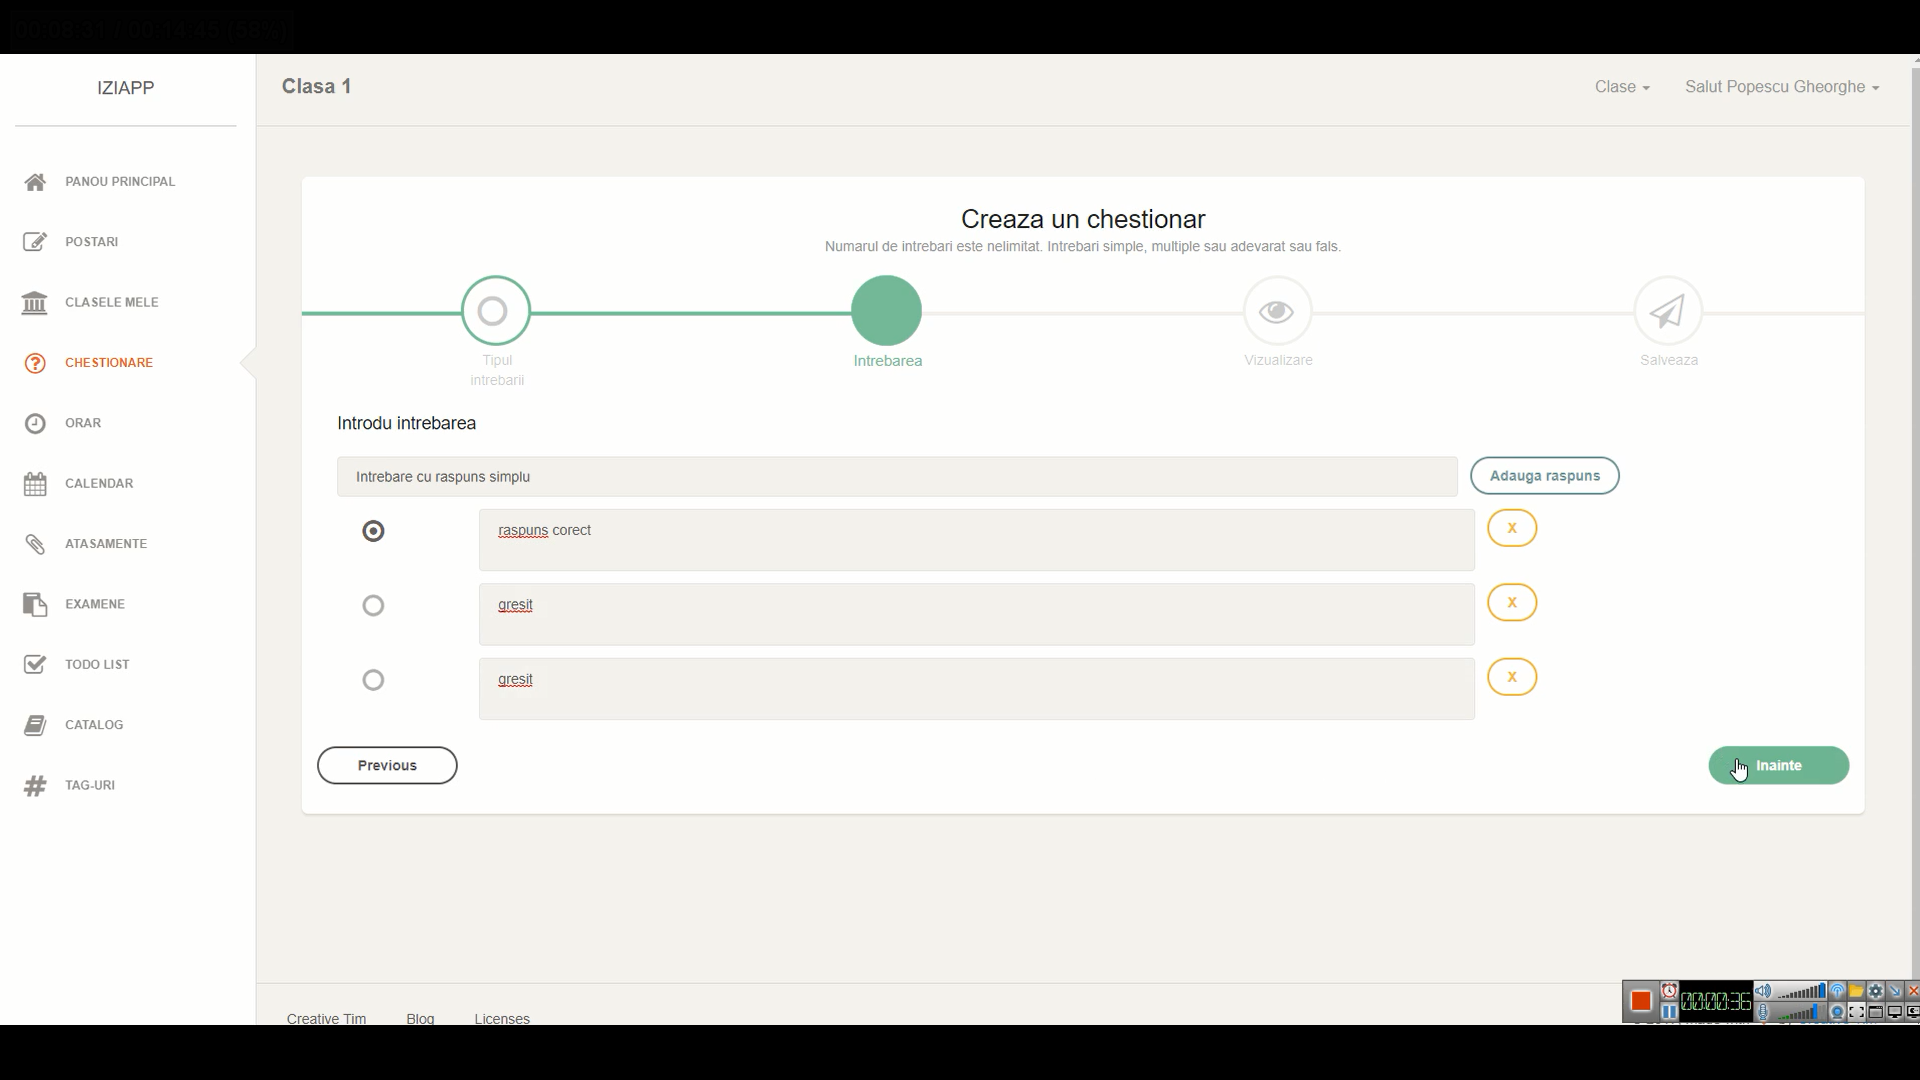 IZIAPP
Clasa 1
Clase
Salut Popescu Gheorghe
PANOU PRINCIPAL
POSTARI
CLASELE MELE
CHESTIONARE
ORAR
CALENDAR
ATASAMENTE
EXAMENE
TODO LIST
CATALOG
TAG-URI
Creaza un chestionar
Numarul de intrebari este nelimitat. Intrebari simple, multiple sau adevarat sau fals.
Tipul
intrebarii
Intrebarea
Vizualizare
Salveaza
Introdu intrebarea
Intrebare cu raspuns simplu
Adauga raspuns
raspuns corect
X
gresit
X
gresit
X
Previous
Inainte
Creative Tim
Blog
Licenses
00:00:36